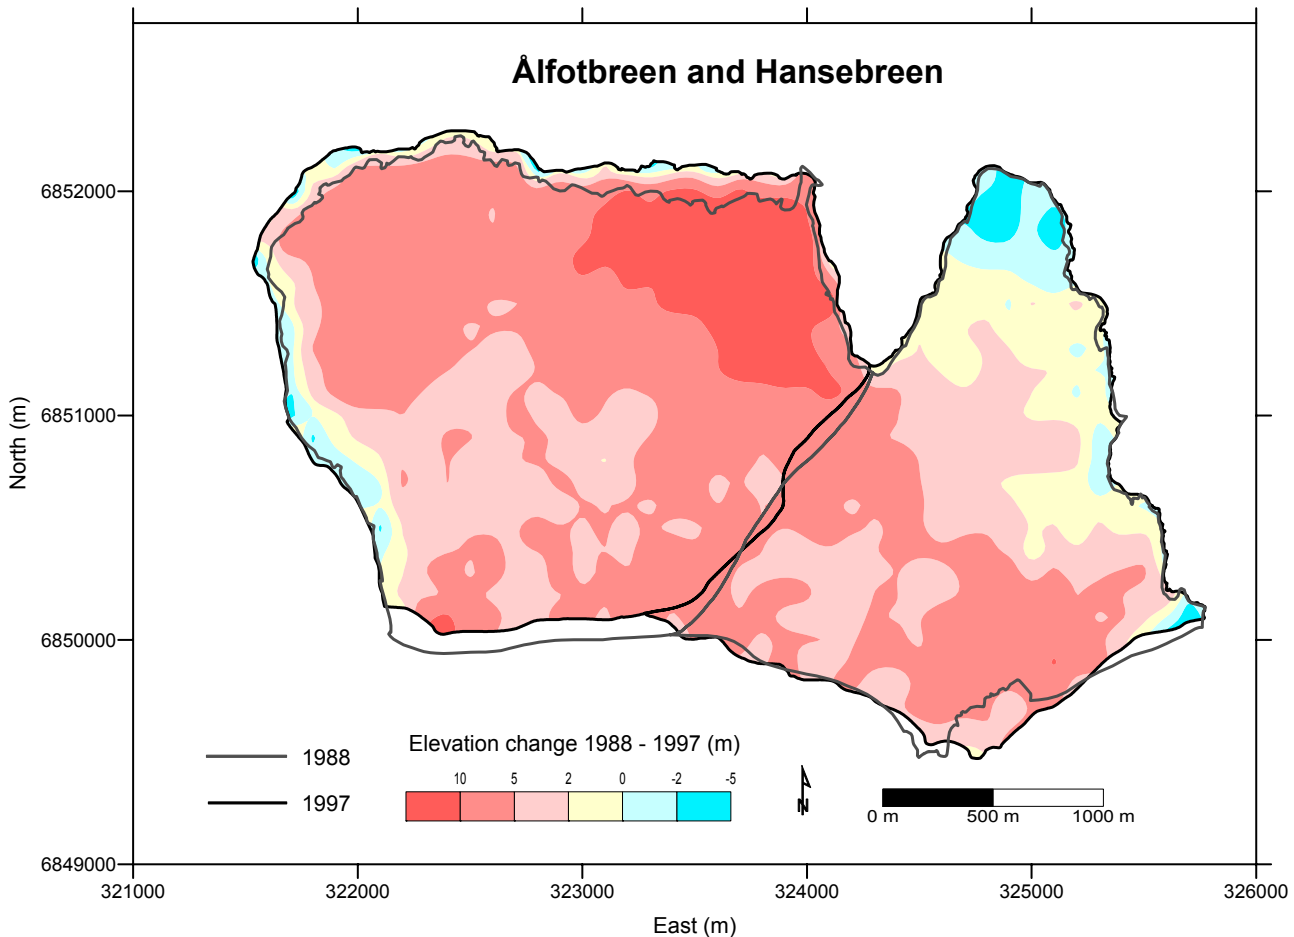 Ålfotbreen and Hansebreen
6852000
6851000
North (m)
6850000
1988
1997
Elevation change 1988 - 1997 (m)
10 5 2 0 -2 -5
N
0 m 500 m 1000 m
6849000
321000 322000 323000 324000 325000 326000
East (m)